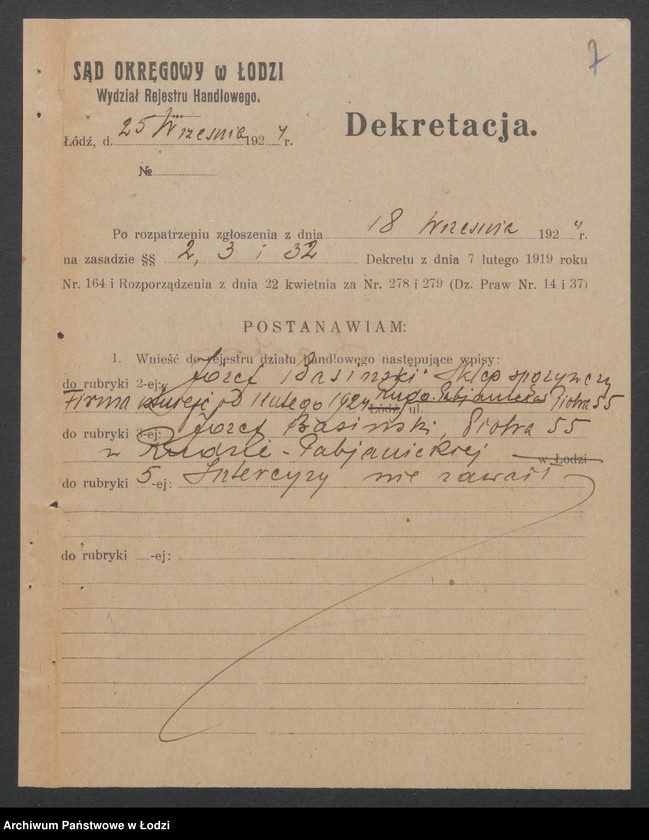 7
SĄD OKRĘGOWY w ŁODZI
Wydział Rejestru Handlowego.
Łódź, d. 25 Września 1924 r.
Dekretacja.
№
Po rozpatrzeniu zgłoszenia z dnia 18 Września 1924 r.
na zasadzie §§ 2, 3 i 32 Dekretu z dnia 7 lutego 1919 roku
Nr. 164 i Rozporządzenia z dnia 22 kwietnia za Nr. 278 i 279 (Dz. Praw Nr. 14 i 37)
POSTANAWIAM:
1. Wnieść do rejestru działu handlowego następujące wpisy:
do rubryki 2-ej: „Józef Basiński" Sklep spożywczy
Firma istnieje od 1 lutego 1924 Łódź, ul. Ruda-Pabjanicka Piotra 55
do rubryki 3-ej: Józef Basiński, Piotra 55
w Rudzie-Pabjanickiej w Łodzi
do rubryki 5-ej: Intercyzy nie zawarł
do rubryki -ej:
Archiwum Państwowe w Łodzi